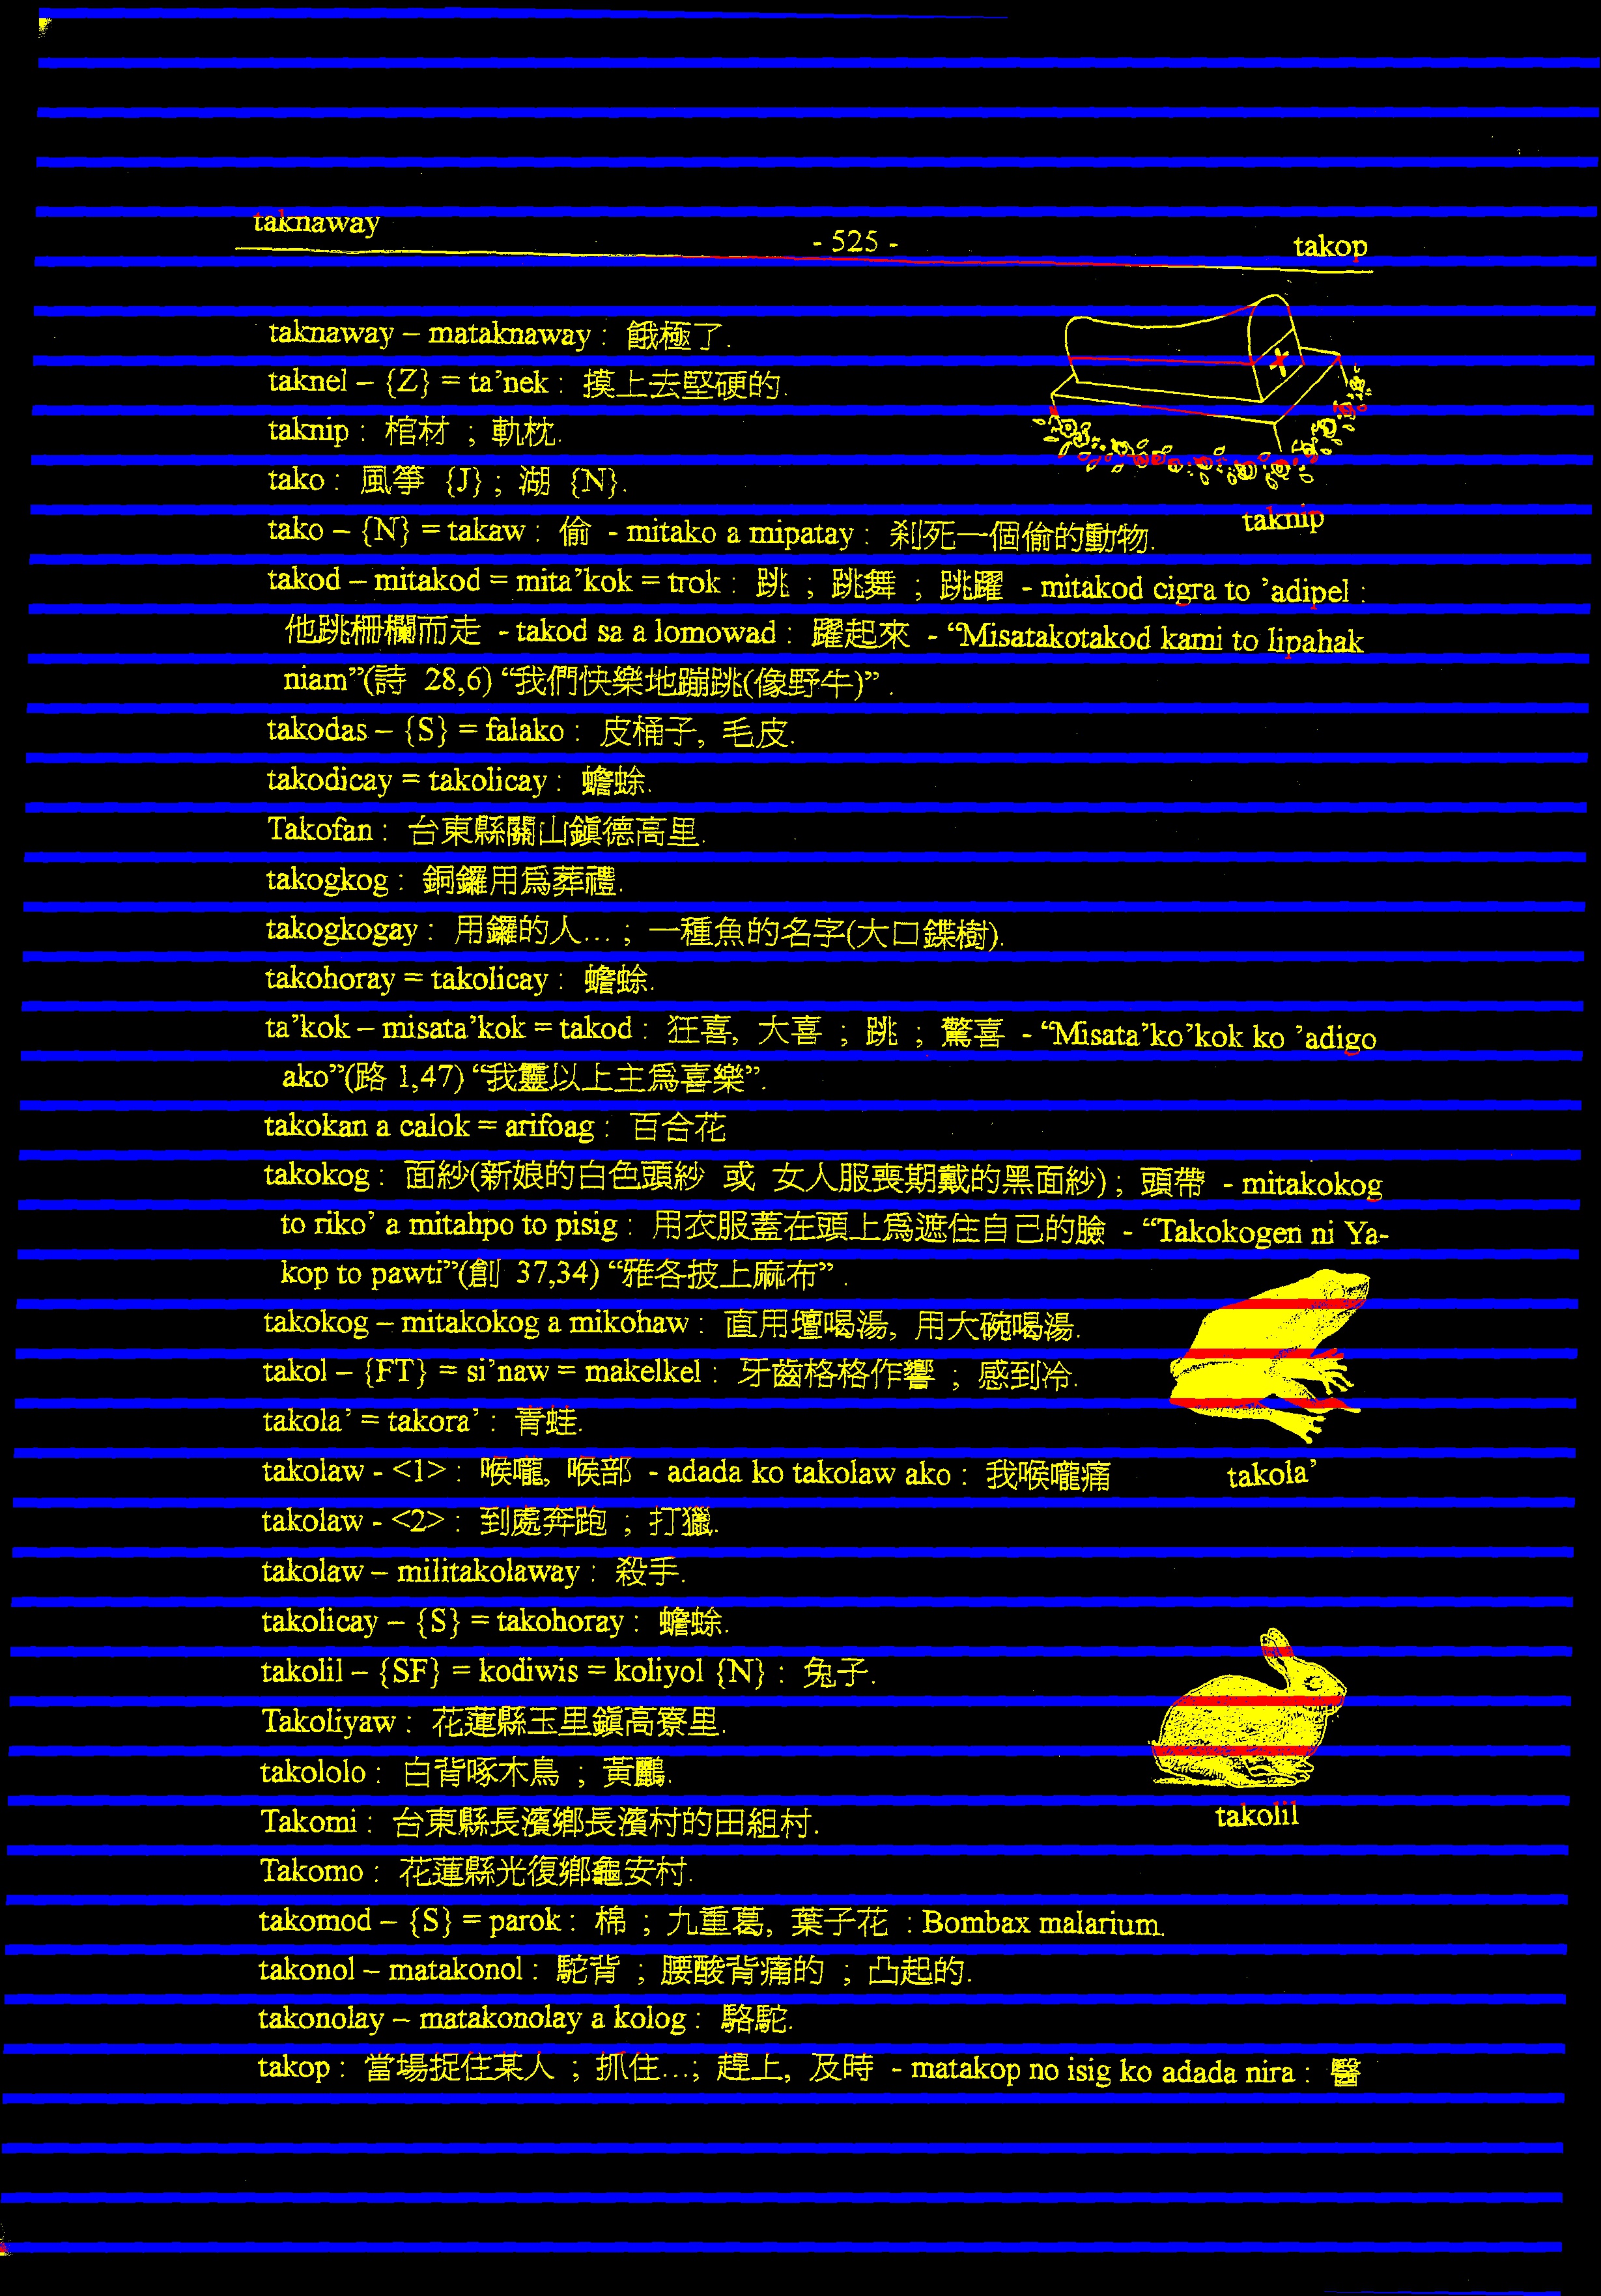 taknaway - 525 - takop
taknaway – mataknaway : 餓極了.
taknel – {Z} = ta’nek : 摸上去堅硬的.
taknip : 棺材 ; 軌枕.
tako : 風箏 {J} ; 湖 {N}.
tako – {N} = takaw : 偷 - mitako a mipatay : 刹死一個偷的動物.
taknip
takod – mitakod = mita’kok = trok : 跳 ; 跳舞 ; 跳躍 - mitakod cigra to ’adipel :
他跳柵欄而走 - takod sa a lomowad : 躍起來 - “Misatakotakod kami to lipahak
niam”(詩 28,6) “我們快樂地蹦跳(像野牛)” .
takodas – {S} = falako : 皮桶子, 毛皮.
takodicay = takolicay : 蟾蜍.
Takofan : 台東縣關山鎮德高里.
takogkog : 銅鑼用爲葬禮.
takogkogay : 用鑼的人... ; 一種魚的名字(大口鰈樹).
takohoray = takolicay : 蟾蜍.
ta’kok – misata’kok = takod : 狂喜, 大喜 ; 跳 ; 驚喜 - “Misata’ko’kok ko ’adigo
ako”(路 1,47) “我靈以上主爲喜樂”.
takokan a calok = arifoag : 百合花
takokog : 面紗(新娘的白色頭紗 或 女人服喪期戴的黑面紗) ; 頭帶 - mitakokog
to riko’ a mitahpo to pisig : 用衣服蓋在頭上爲遮住自己的臉 - “Takokogen ni Ya-
kop to pawti”(創 37,34) “雅各披上麻布” .
takokog – mitakokog a mikohaw : 直用壇喝湯, 用大碗喝湯.
takol – {FT} = si’naw = makelkel : 牙齒格格作響 ; 感到冷.
takola’ = takora’ : 青蛙.
takolaw - <1> : 喉嚨, 喉部 - adada ko takolaw ako : 我喉嚨痛
takola’
takolaw - <2> : 到處奔跑 ; 打獵.
takolaw – militakolaway : 殺手.
takolicay – {S} = takohoray : 蟾蜍.
takolil – {SF} = kodiwis = koliyol {N} : 兔子.
Takoliyaw : 花蓮縣玉里鎮高寮里.
takololo : 白背啄木鳥 ; 黃鸝.
Takomi : 台東縣長濱鄉長濱村的田組村.
takolil
Takomo : 花蓮縣光復鄉龜安村.
takomod – {S} = parok : 棉 ; 九重葛, 葉子花 : Bombax malarium.
takonol – matakonol : 駝背 ; 腰酸背痛的 ; 凸起的.
takonolay – matakonolay a kolog : 駱駝.
takop : 當場捉住某人 ; 抓住...; 趕上, 及時 - matakop no isig ko adada nira : 醫